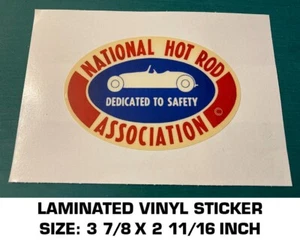 NATIONAL HOT ROD
DEDICATED TO SAFETY
ASSOCIATION
LAMINATED VINYL STICKER
SIZE: 3 7/8 X 2 11/16 INCH